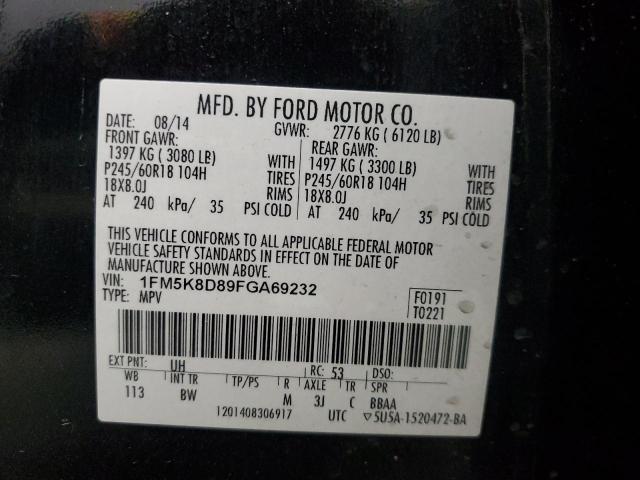 MFD. BY FORD MOTOR CO.
DATE: 08/14 GVWR: 2776 KG ( 6120 LB)
FRONT GAWR: REAR GAWR:
1397 KG ( 3080 LB) WITH 1497 KG ( 3300 LB) WITH
P245/60R18 104H TIRES P245/60R18 104H TIRES
18X8.0J RIMS 18X8.0J RIMS
AT 240 kPa/ 35 PSI COLD AT 240 kPa/ 35 PSI COLD
THIS VEHICLE CONFORMS TO ALL APPLICABLE FEDERAL MOTOR
VEHICLE SAFETY STANDARDS IN EFFECT ON THE DATE OF
MANUFACTURE SHOWN ABOVE.
VIN: 1FM5K8D89FGA69232 F0191
TYPE: MPV T0221
EXT PNT: UH RC: 53 DSO:
WB INT TR TP/PS R AXLE TR SPR
113 BW M 3J C BBAA
1201408306917 UTC ▽5U5A-1520472-BA